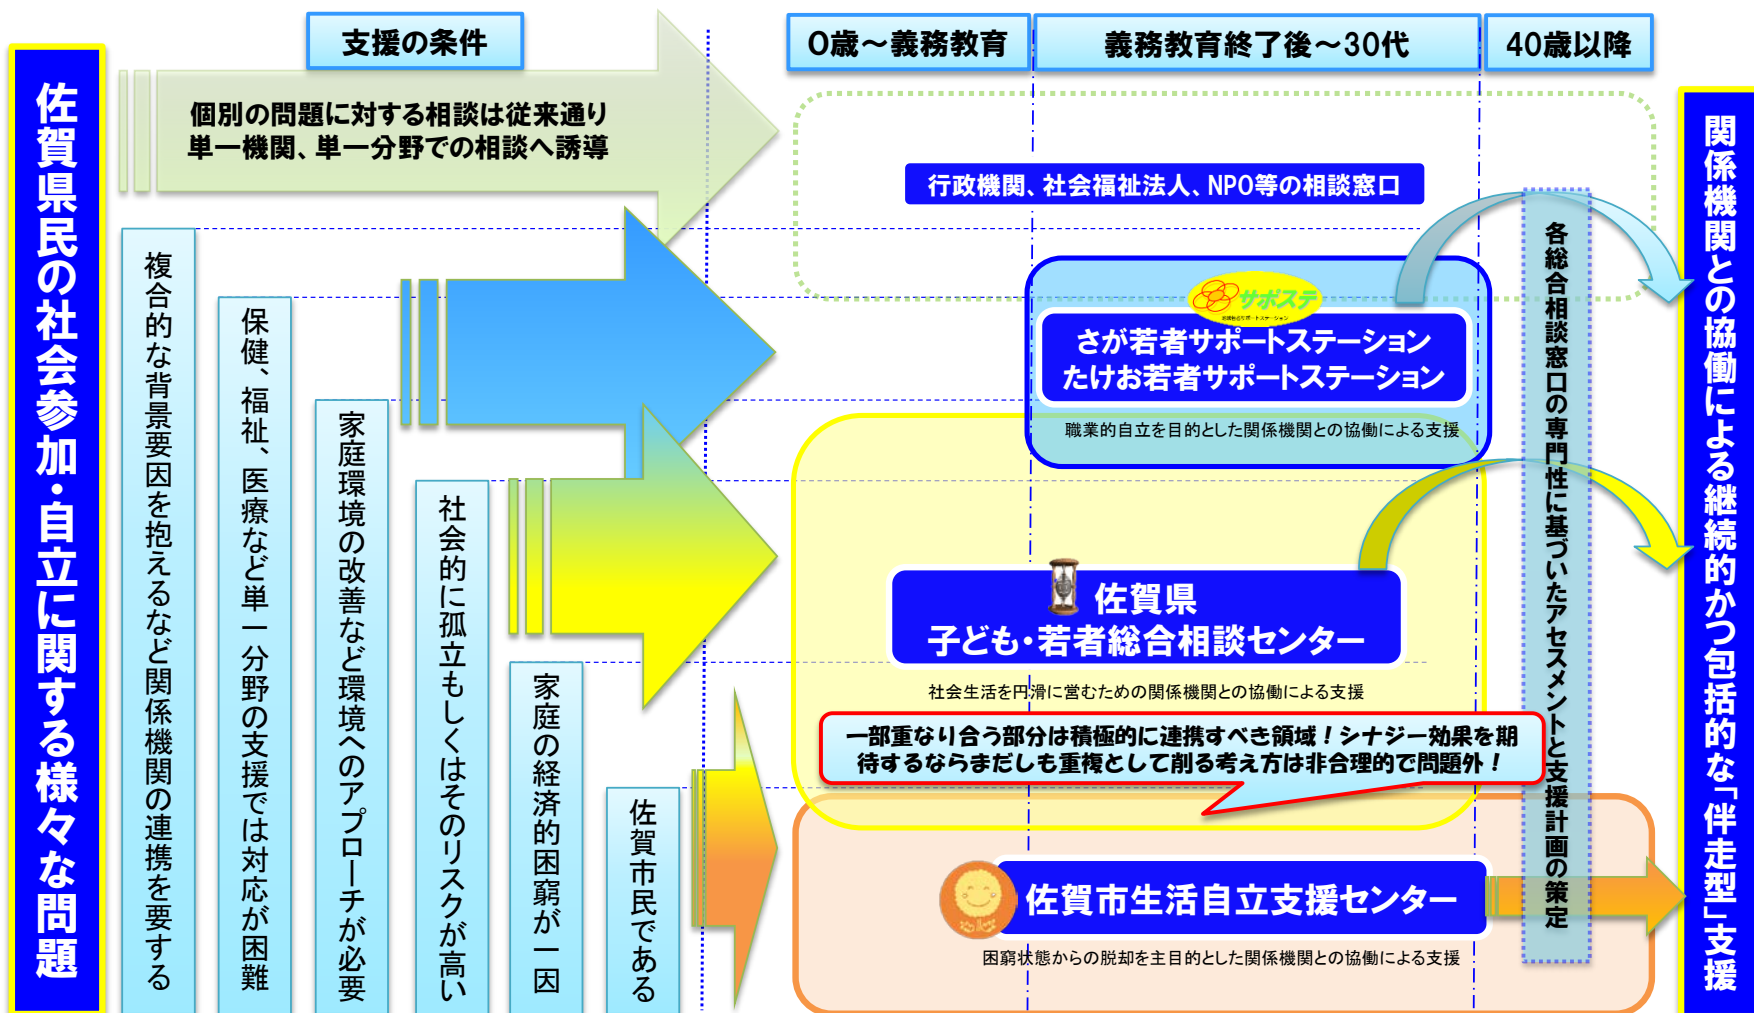 支援の条件
0歳～義務教育
義務教育終了後～30代
40歳以降
佐賀県民の社会参加・自立に関する様々な問題
個別の問題に対する相談は従来通り
単一機関、単一分野での相談へ誘導
複合的な背景要因を抱えるなど関係機関の連携を要する
保健、福祉、医療など単一分野の支援では対応が困難
家庭環境の改善など環境へのアプローチが必要
社会的に孤立もしくはそのリスクが高い
家庭の経済的困窮が一因
佐賀市民である
行政機関、社会福祉法人、NPO等の相談窓口
サポステ
さが若者サポートステーション
たけお若者サポートステーション
職業的自立を目的とした関係機関との協働による支援
佐賀県
子ども・若者総合相談センター
社会生活を円滑に営むための関係機関との協働による支援
一部重なり合う部分は積極的に連携すべき領域！シナジー効果を期
待するならまだしも重複として削る考え方は非合理的で問題外！
佐賀市生活自立支援センター
困窮状態からの脱却を主目的とした関係機関との協働による支援
各総合相談窓口の専門性に基づいたアセスメントと支援計画の策定
関係機関との協働による継続的かつ包括的な「伴走型」支援